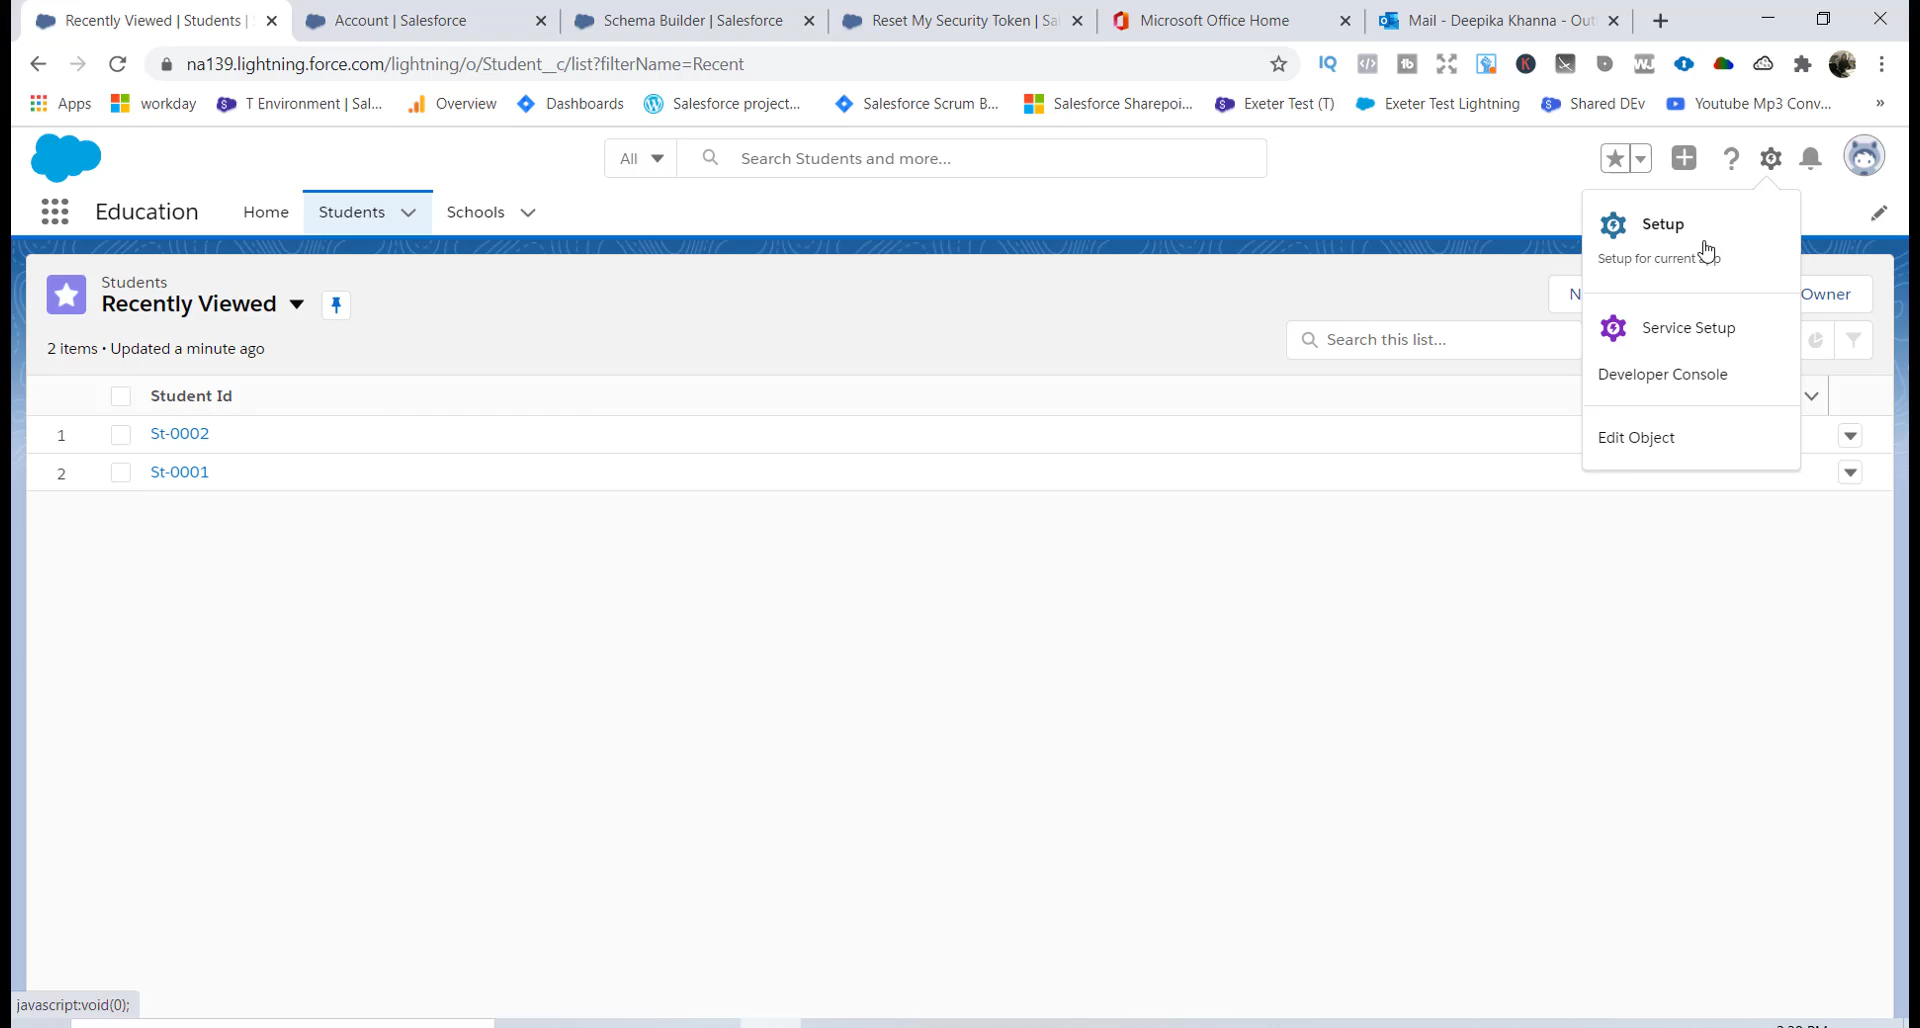 Recently Viewed | Students |
Account | Salesforce
Schema Builder | Salesforce
Reset My Security Token | Sa
Microsoft Office Home
Mail - Deepika Khanna - Out
na139.lightning.force.com/lightning/o/Student__c/list?filterName=Recent
IQ
tb
K
WJ
Apps
workday
T Environment | Sal...
Overview
Dashboards
Salesforce project...
Salesforce Scrum B...
Salesforce Sharepoi...
Exeter Test (T)
Exeter Test Lightning
Shared DEv
Youtube Mp3 Conv...
»
All
Search Students and more...
Education
Home
Students
Schools
Setup
Setup for current
Students
Recently Viewed
N
Owner
2 items • Updated a minute ago
Search this list...
Service Setup
Developer Console
Edit Object
Student Id
1
St-0002
2
St-0001
javascript:void(0);